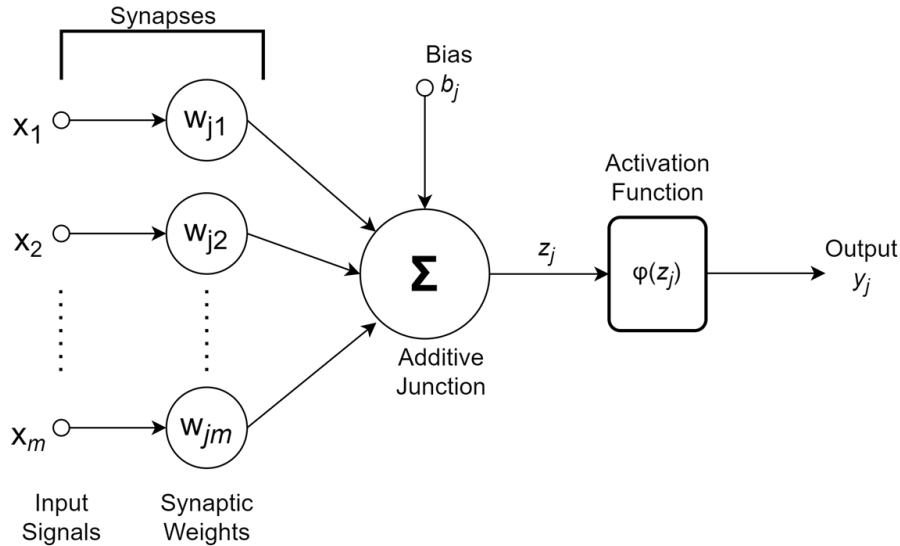 Synapses
Bias
b_j
x_1
w_j1
Activation
Function
x_2
w_j2
Σ
z_j
φ(z_j)
Output
y_j
Additive
Junction
x_m
w_jm
Input
Signals
Synaptic
Weights